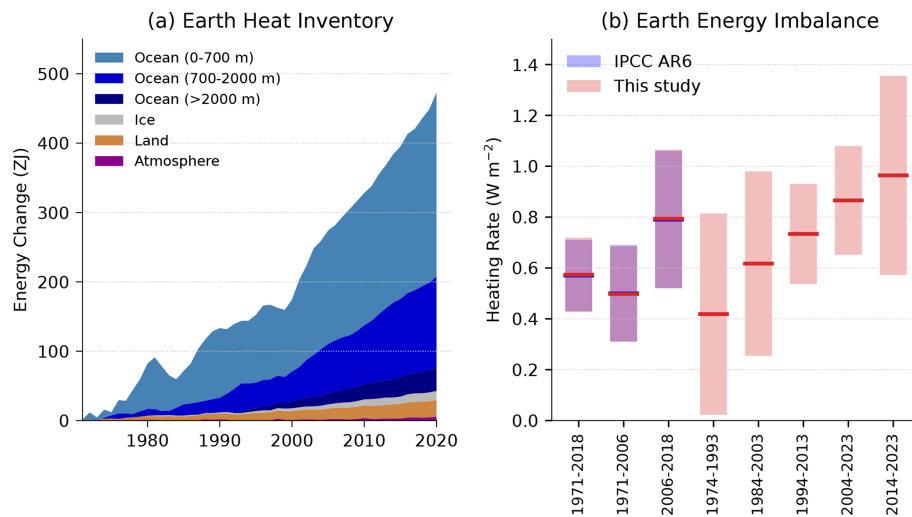 (a) Earth Heat Inventory
Energy Change (ZJ)
500
400
300
200
100
0
Ocean (0-700 m)
Ocean (700-2000 m)
Ocean (>2000 m)
Ice
Land
Atmosphere
1980
1990
2000
2010
2020
(b) Earth Energy Imbalance
Heating Rate (W m⁻²)
1.4
1.2
1.0
0.8
0.6
0.4
0.2
0.0
IPCC AR6
This study
1971-2018
1971-2006
2006-2018
1974-1993
1984-2003
1994-2013
2004-2023
2014-2023